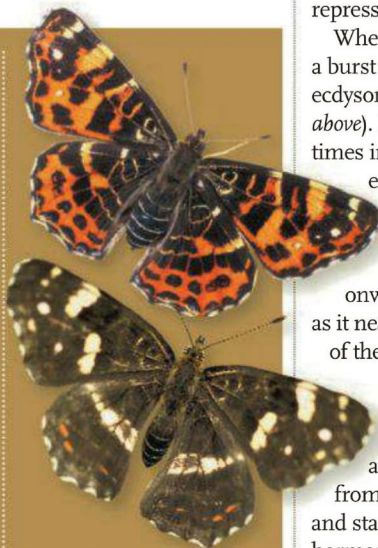 repress
Whe
a burst
ecdyson
above).
times in
e
onw
as it ne
of the
a
from
and sta